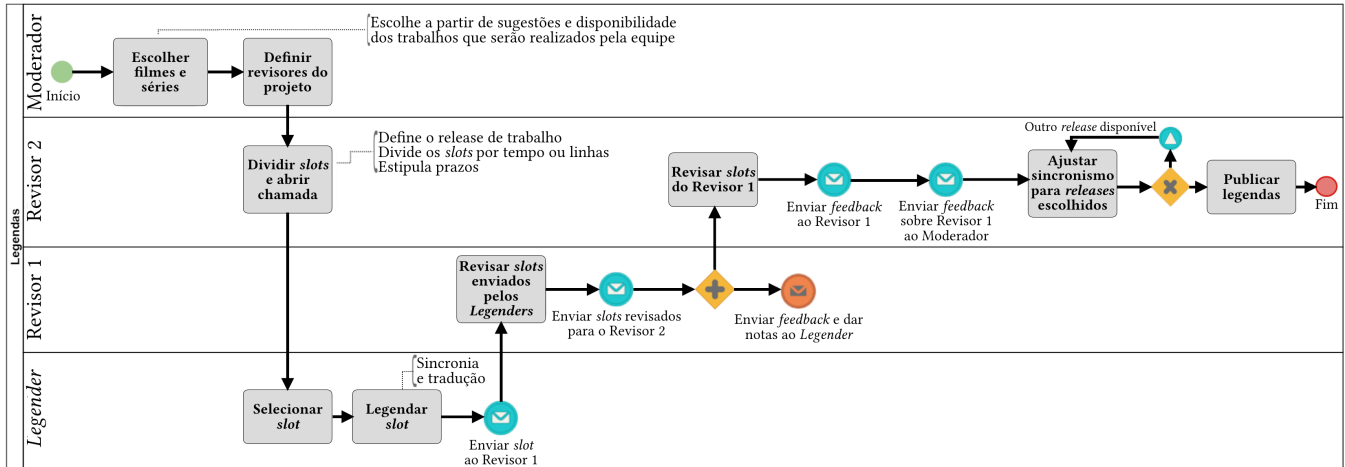 Legendas
Moderador
Início
Escolher
filmes e
séries
Definir
revisores do
projeto
Escolhe a partir de sugestões e disponibilidade
dos trabalhos que serão realizados pela equipe
Revisor 2
Dividir slots
e abrir
chamada
Define o release de trabalho
Divide os slots por tempo ou linhas
Estipula prazos
Revisar slots
do Revisor 1
Enviar feedback
ao Revisor 1
Enviar feedback
sobre Revisor 1
ao Moderador
Outro release disponível
Ajustar
sincronismo
para releases
escolhidos
Publicar
legendas
Fim
Revisor 1
Revisar slots
enviados
pelos
Legenders
Enviar slots revisados
para o Revisor 2
Enviar feedback e dar
notas ao Legender
Legender
Selecionar
slot
Legendar
slot
Sincronia
e tradução
Enviar slot
ao Revisor 1